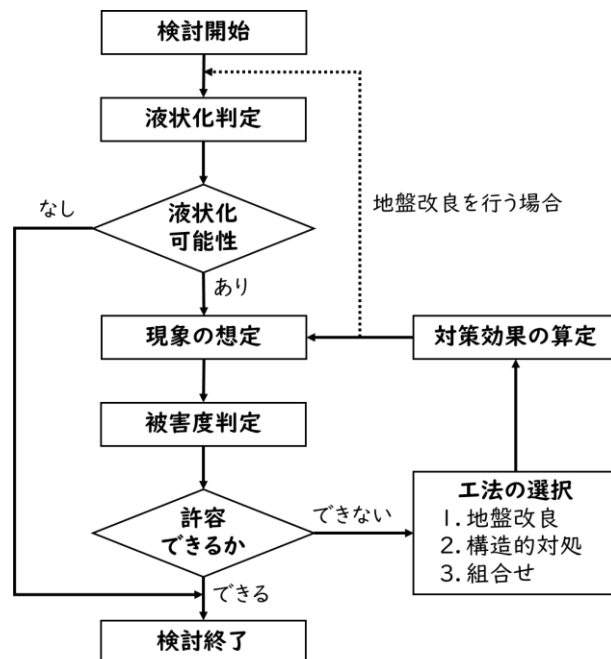 検討開始
液状化判定
なし
液状化
可能性
地盤改良を行う場合
あり
現象の想定
対策効果の算定
被害度判定
工法の選択
1. 地盤改良
2. 構造的対処
3. 組合せ
許容
できるか
できない
できる
検討終了